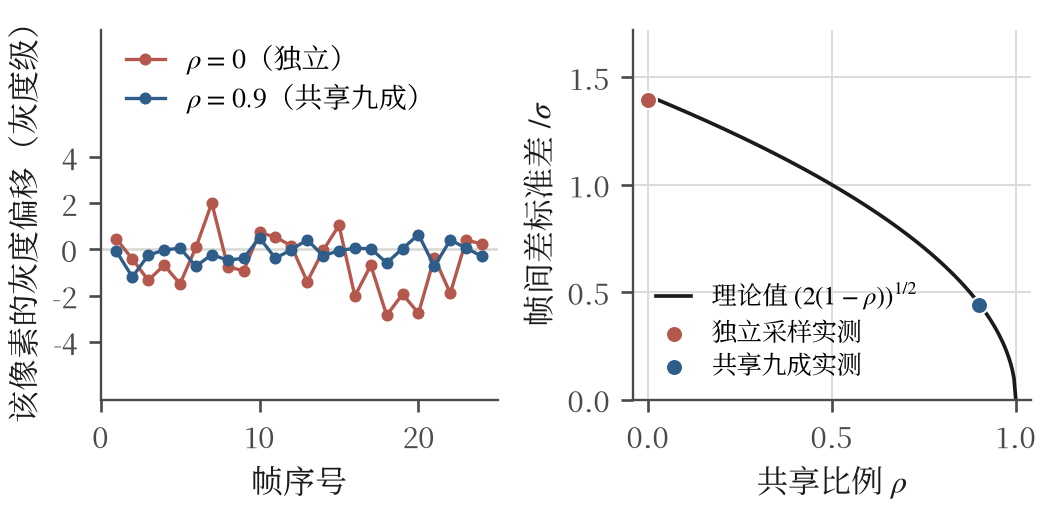 该像素的灰度偏移（灰度级）
ρ = 0（独立）
ρ = 0.9（共享九成）
4
2
0
-2
-4
0
10
20
帧序号
帧间差标准差 /σ
1.5
1.0
0.5
0.0
理论值 (2(1 − ρ))^1/2
独立采样实测
共享九成实测
0.0
0.5
1.0
共享比例 ρ